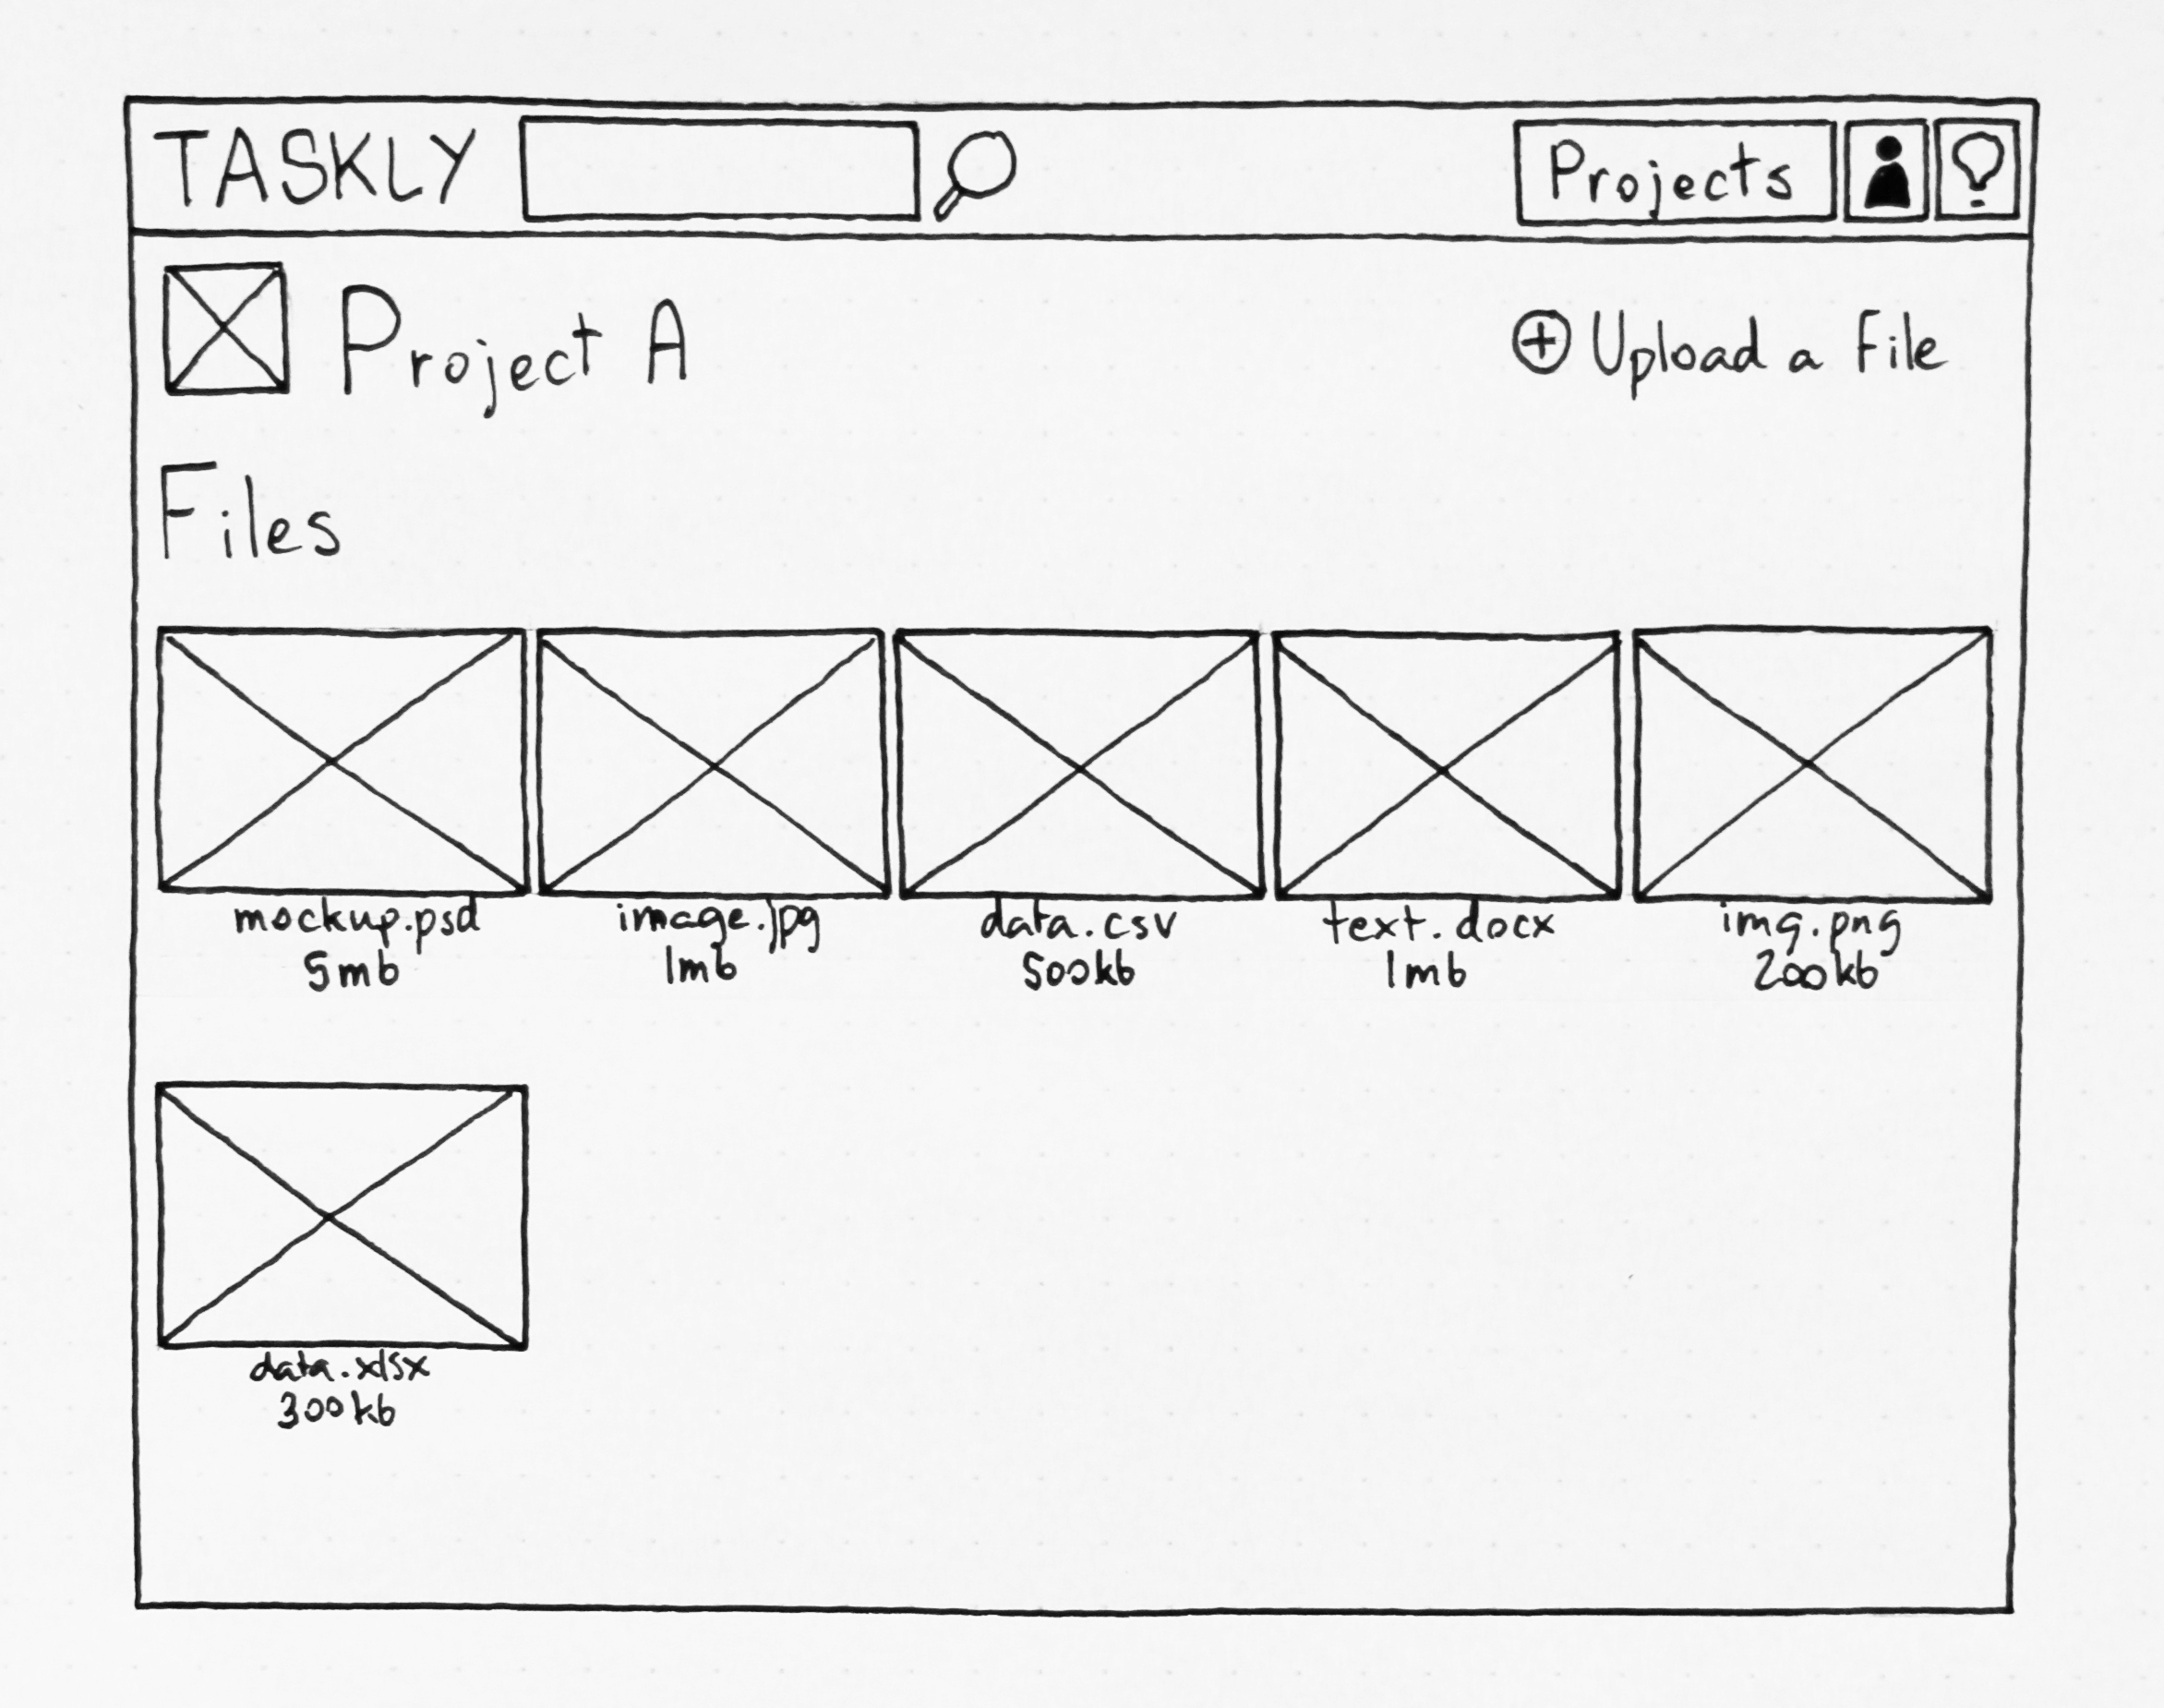 TASKLY
Projects
Project A
Upload a File
Files
mockup.psd
5mb
image.jpg
1mb
data.csv
500kb
text.docx
1mb
img.png
200kb
data.xlsx
300kb